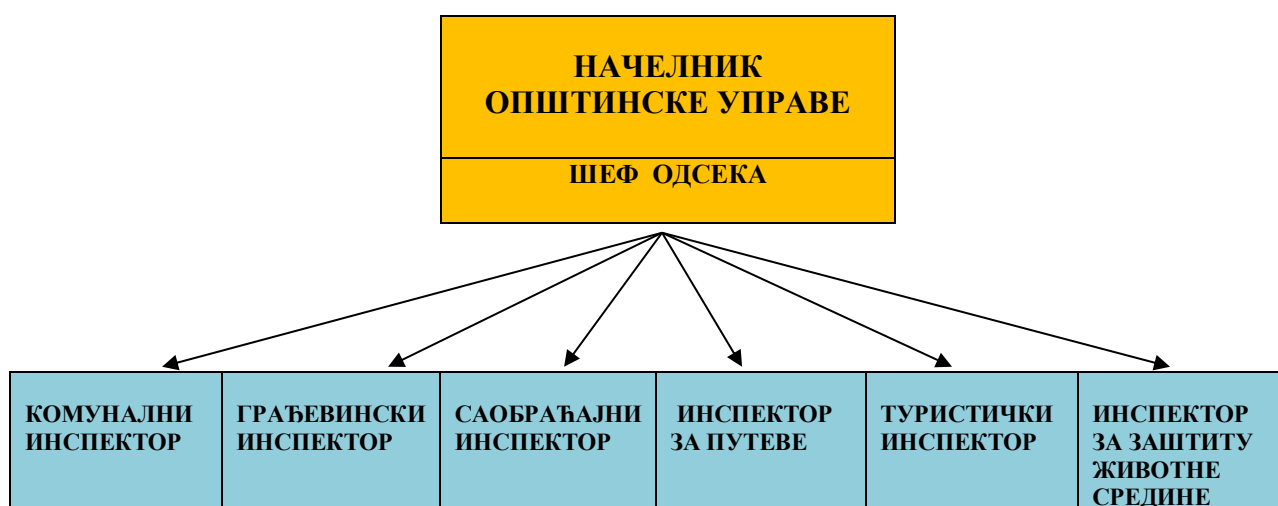 НАЧЕЛНИК
ОПШТИНСКЕ УПРАВЕ
ШЕФ ОДСЕКА
КОМУНАЛНИ
ИНСПЕКТОР
ГРАЂЕВИНСКИ
ИНСПЕКТОР
САОБРАЋАЈНИ
ИНСПЕКТОР
ИНСПЕКТОР
ЗА ПУТЕВЕ
ТУРИСТИЧКИ
ИНСПЕКТОР
ИНСПЕКТОР
ЗА ЗАШТИТУ
ЖИВОТНЕ
СРЕДИНЕ